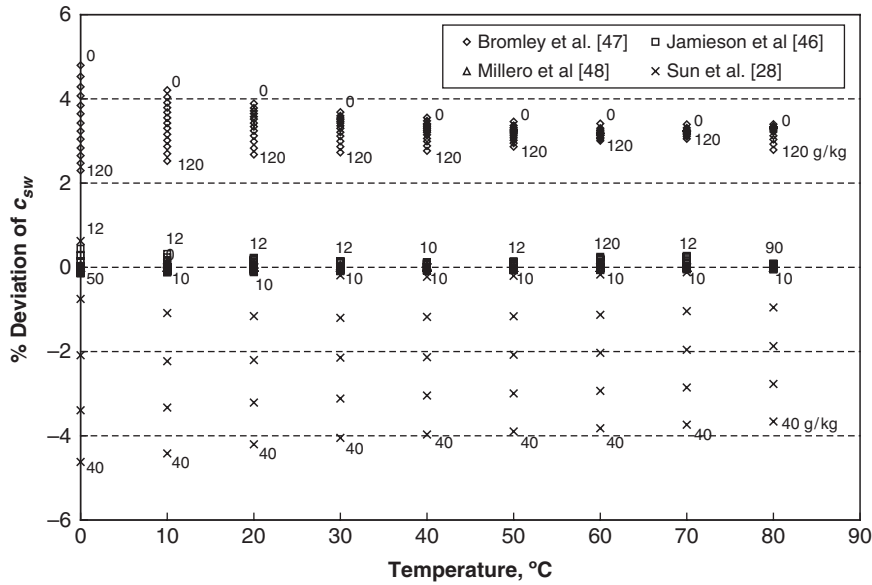 Bromley et al. [47] Jamieson et al [46]
Millero et al [48] Sun et al. [28]
6
4
2
0
–2
–4
–6
% Deviation of csw
0 0 0 0 0 0 0 0 0
120 120 120 120 120 120 120 120 120 g/kg
12 12 12 12 10 12 120 12 90
0
50 10 10 10 10 10 10 10 10
40 g/kg
40 40 40 40 40 40 40 40
0 10 20 30 40 50 60 70 80 90
Temperature, ºC